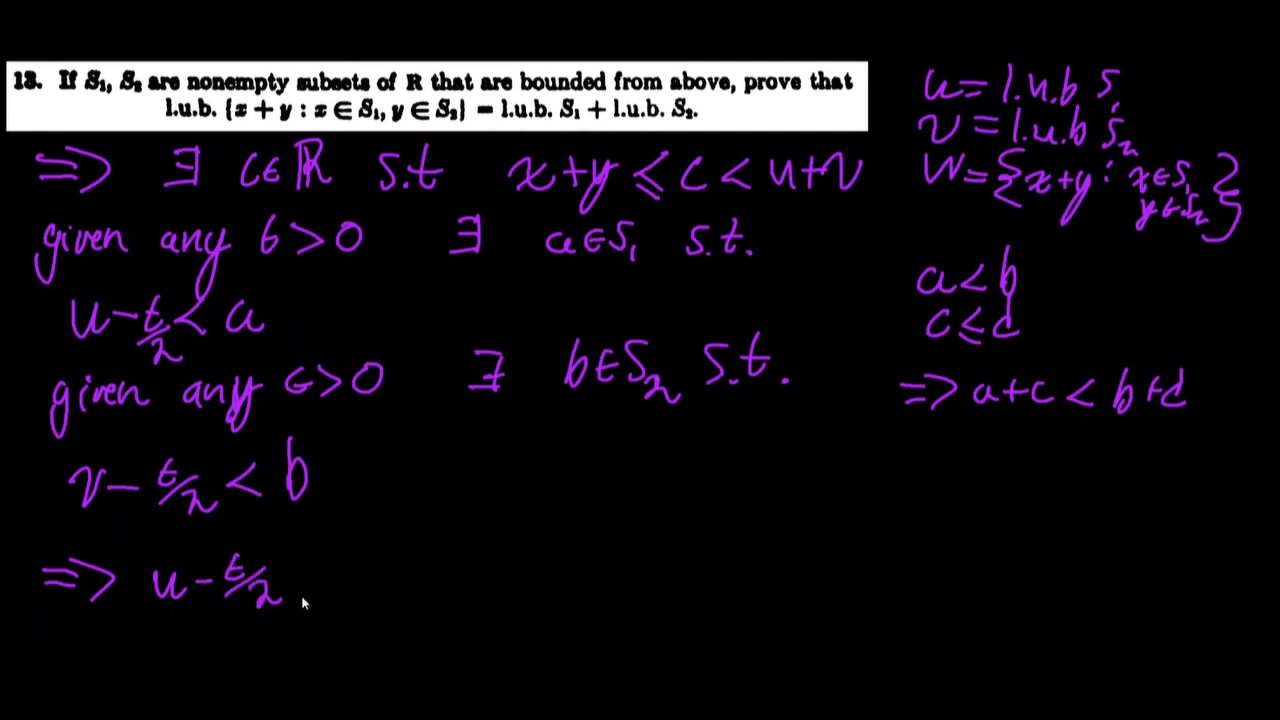 13. If S₁, S₂ are nonempty subsets of R that are bounded from above, prove that
l.u.b. {x + y : x ∈ S₁, y ∈ S₂} = l.u.b. S₁ + l.u.b. S₂.
⇒ ∃ c∈ℝ s.t x+y ≤ c < u+v
given any ϵ>0 ∃ a∈S₁ s.t.
u-ϵ/2 < a
given any ϵ>0 ∃ b∈S₂ s.t.
v-ϵ/2 < b
⇒ u-ϵ/2
u = l.u.b S₁
v = l.u.b S₂
W = {x+y : x∈S₁
y∈S₂}
a<b
c≤d
⇒ a+c < b+d